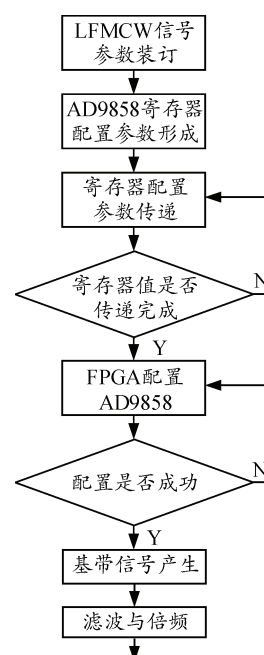 LFMCW信号
参数装订
AD9858寄存器
配置参数形成
寄存器配置
参数传递
寄存器值是否
传递完成
N
Y
FPGA配置
AD9858
配置是否成功
N
Y
基带信号产生
滤波与倍频